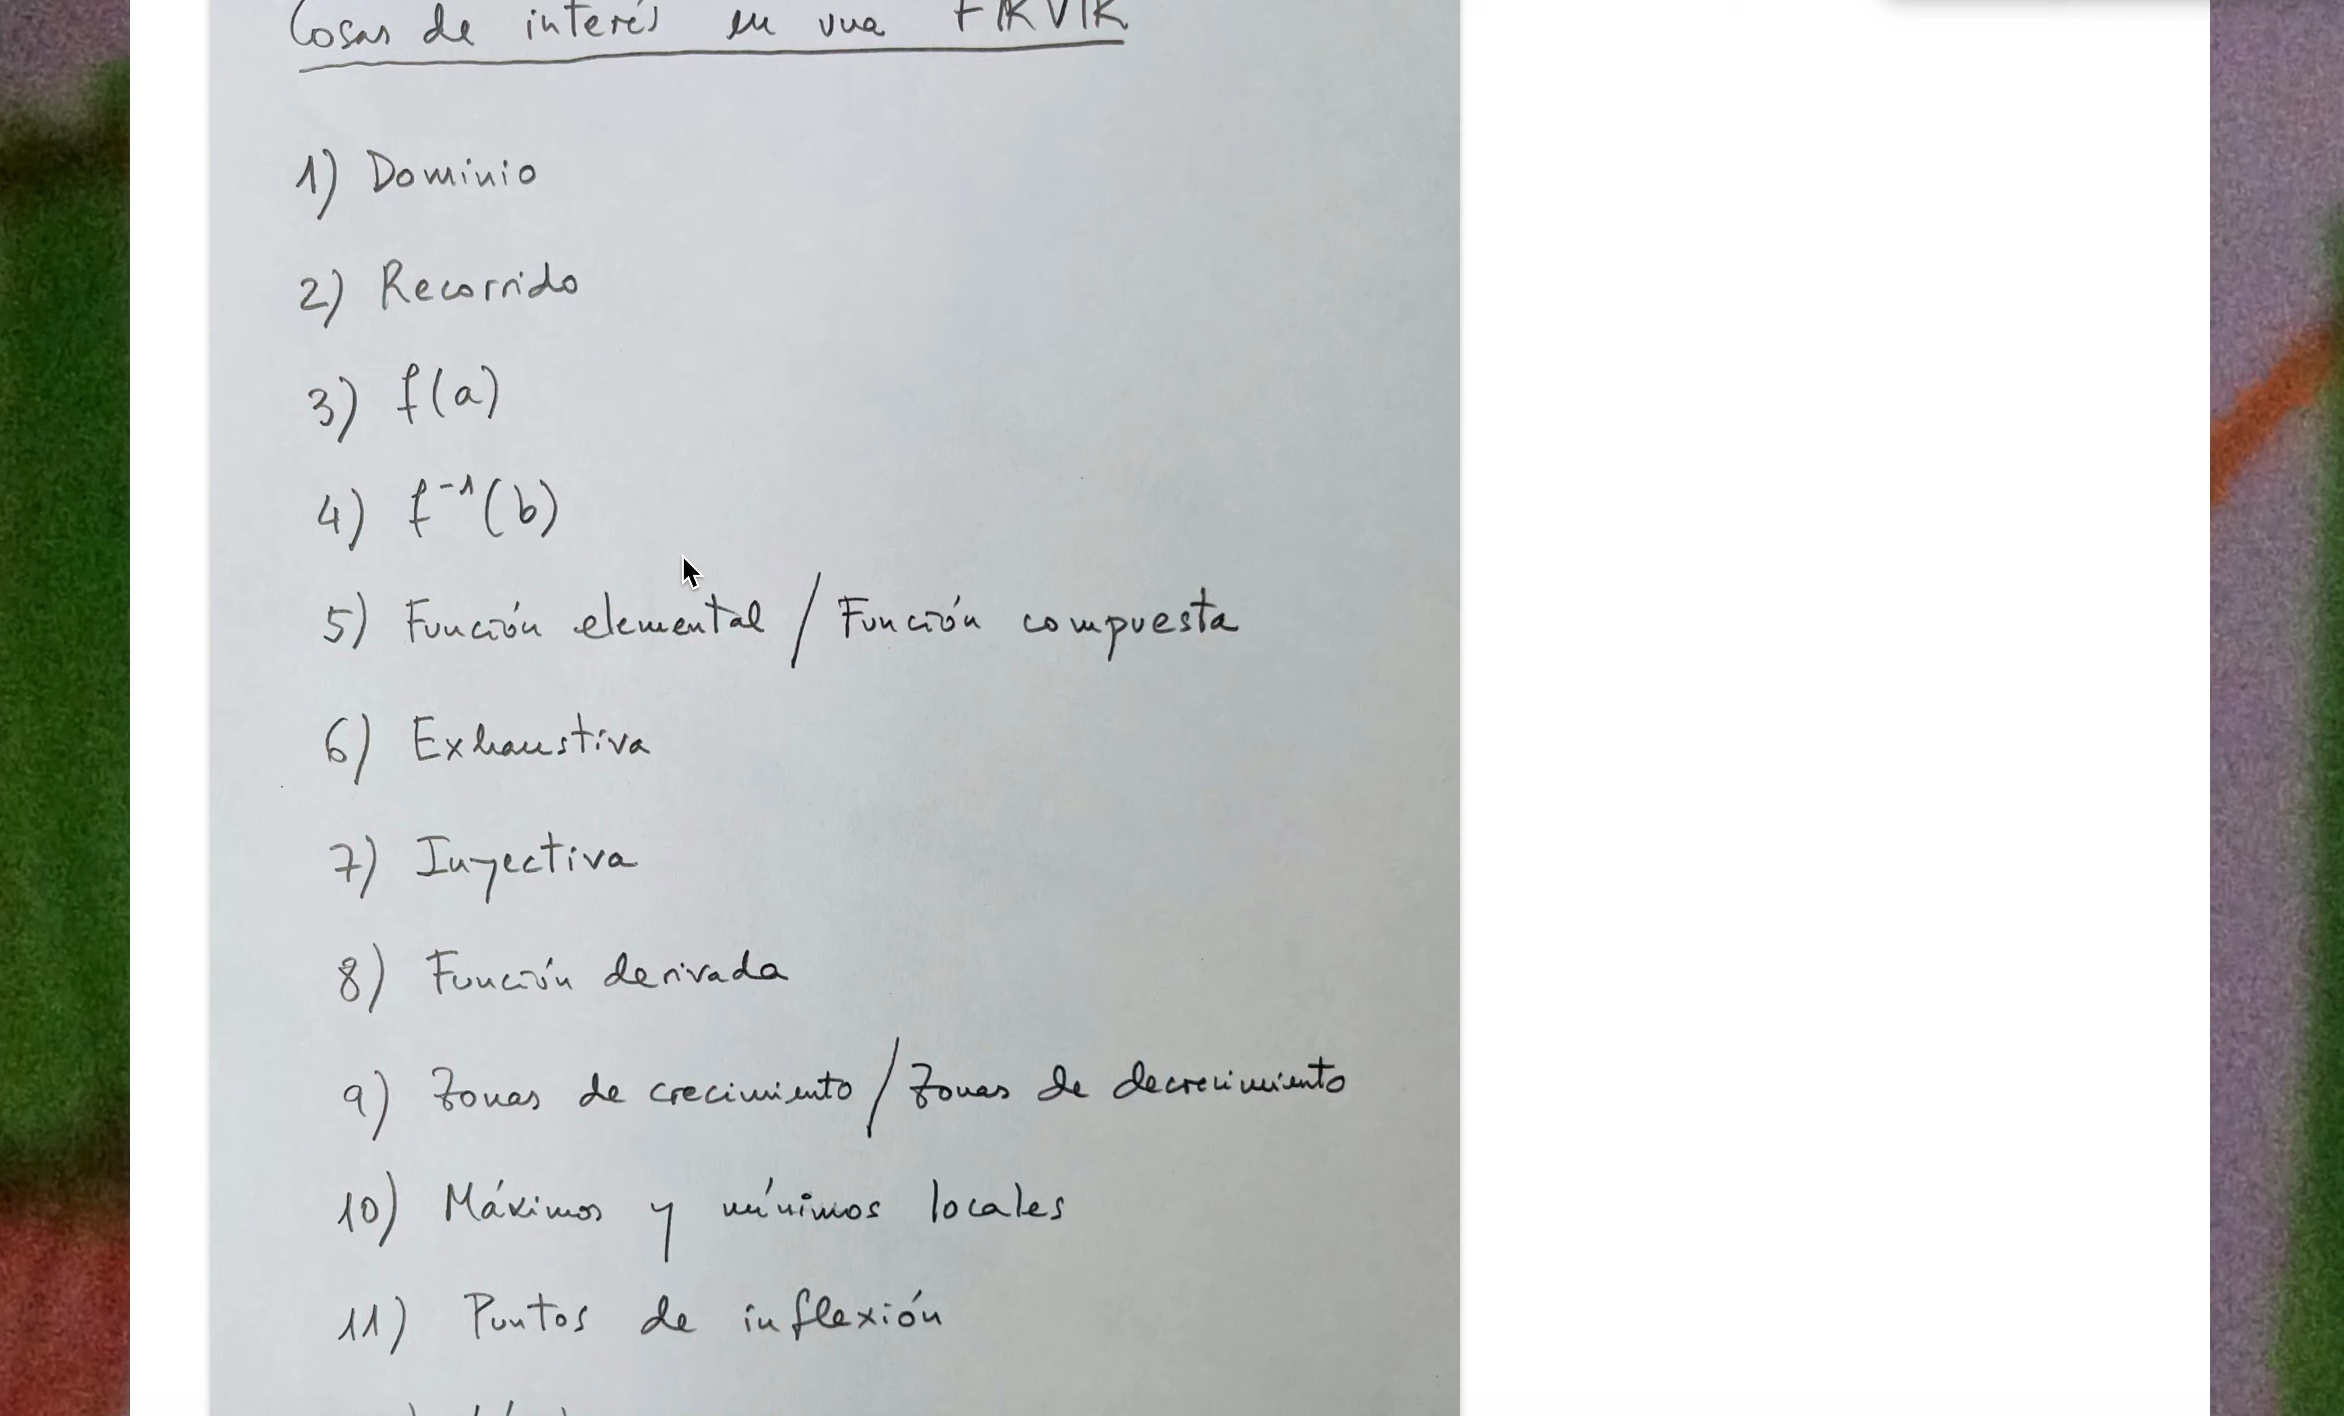 Cosas de interés en una FIRVIR
1) Dominio
2) Recorrido
3) f(a)
4) f⁻¹(b)
5) Función elemental / Función compuesta
6) Exhaustiva
7) Inyectiva
8) Función derivada
9) Zonas de crecimiento / Zonas de decrecimiento
10) Máximos y mínimos locales
11) Puntos de inflexión